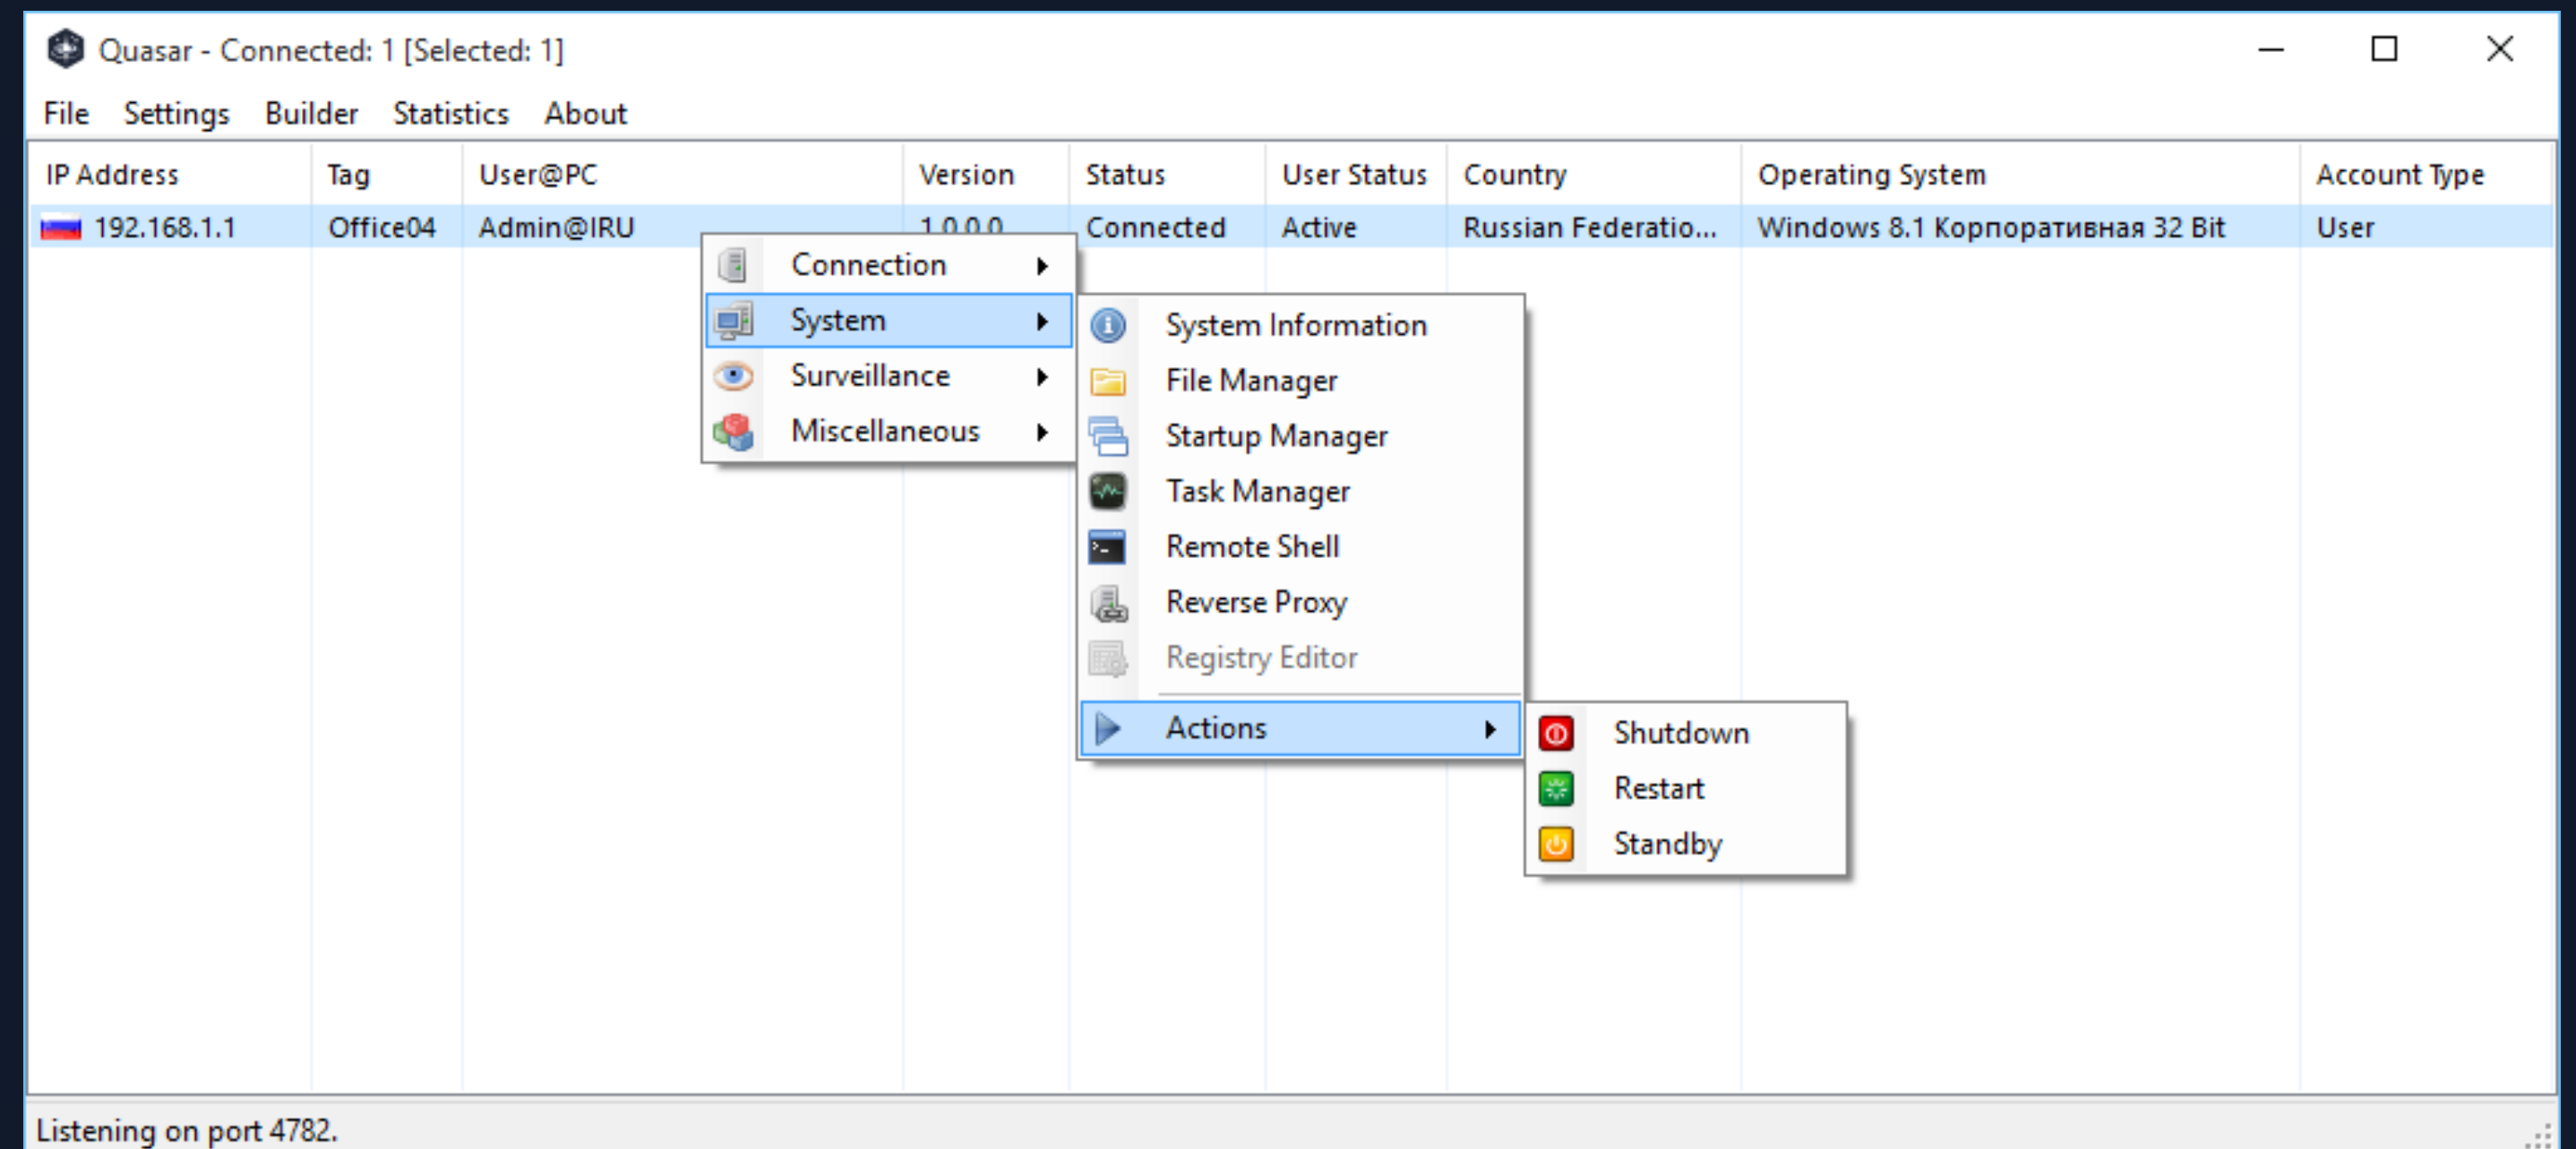 Quasar - Connected: 1 [Selected: 1]
File Settings Builder Statistics About
IP Address Tag User@PC Version Status User Status Country Operating System Account Type
192.168.1.1 Office04 Admin@IRU 1.0.0.0 Connected Active Russian Federatio... Windows 8.1 Корпоративная 32 Bit User
Connection
System
Surveillance
Miscellaneous
System Information
File Manager
Startup Manager
Task Manager
Remote Shell
Reverse Proxy
Registry Editor
Actions
Shutdown
Restart
Standby
Listening on port 4782.